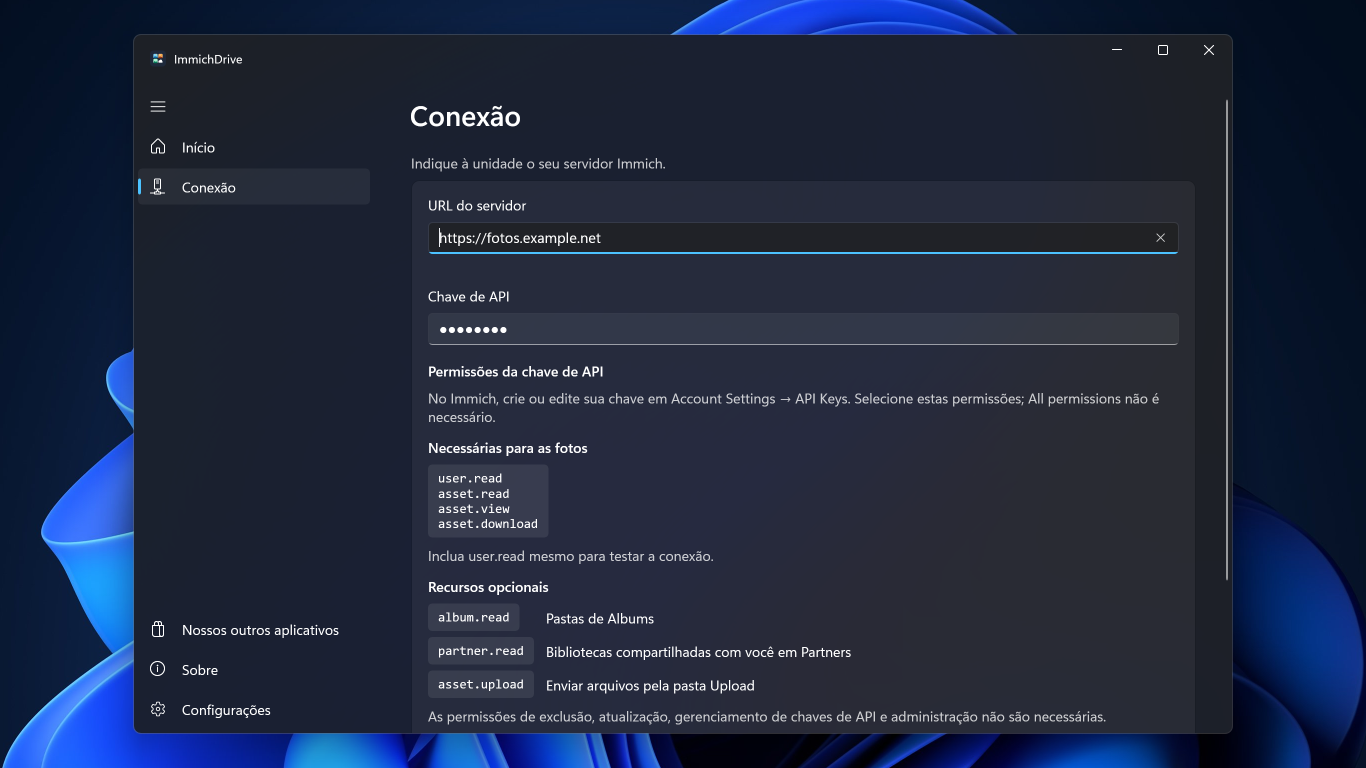 ImmichDrive
Início
Conexão
Nossos outros aplicativos
Sobre
Configurações
Conexão
Indique à unidade o seu servidor Immich.
URL do servidor
https://fotos.example.net
Chave de API
●●●●●●●●
Permissões da chave de API
No Immich, crie ou edite sua chave em Account Settings → API Keys. Selecione estas permissões; All permissions não é
necessário.
Necessárias para as fotos
user.read
asset.read
asset.view
asset.download
Inclua user.read mesmo para testar a conexão.
Recursos opcionais
album.read Pastas de Albums
partner.read Bibliotecas compartilhadas com você em Partners
asset.upload Enviar arquivos pela pasta Upload
As permissões de exclusão, atualização, gerenciamento de chaves de API e administração não são necessárias.